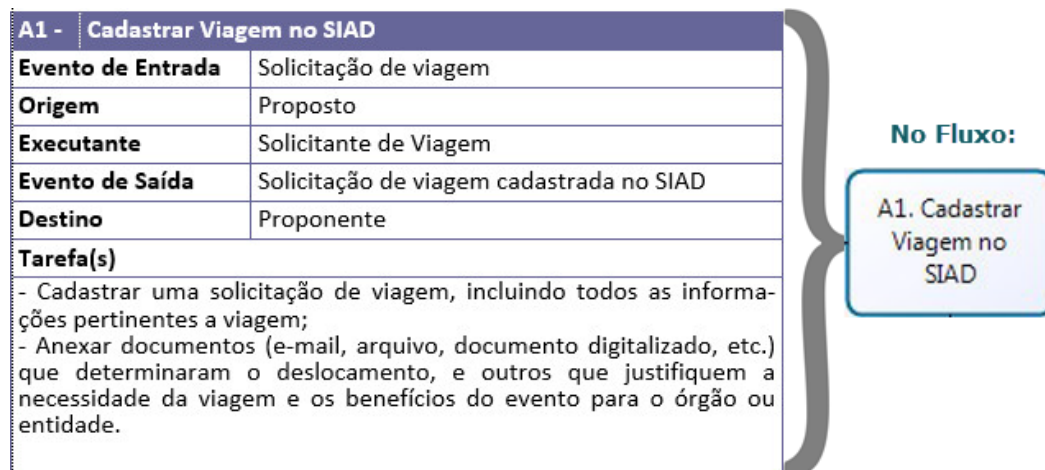 A1 - Cadastrar Viagem no SIAD
Evento de Entrada Solicitação de viagem
Origem Proposto
Executante Solicitante de Viagem
Evento de Saída Solicitação de viagem cadastrada no SIAD
Destino Proponente
Tarefa(s)
- Cadastrar uma solicitação de viagem, incluindo todos as informa-
ções pertinentes a viagem;
- Anexar documentos (e-mail, arquivo, documento digitalizado, etc.)
que determinaram o deslocamento, e outros que justifiquem a
necessidade da viagem e os benefícios do evento para o órgão ou
entidade.
No Fluxo:
A1. Cadastrar
Viagem no
SIAD